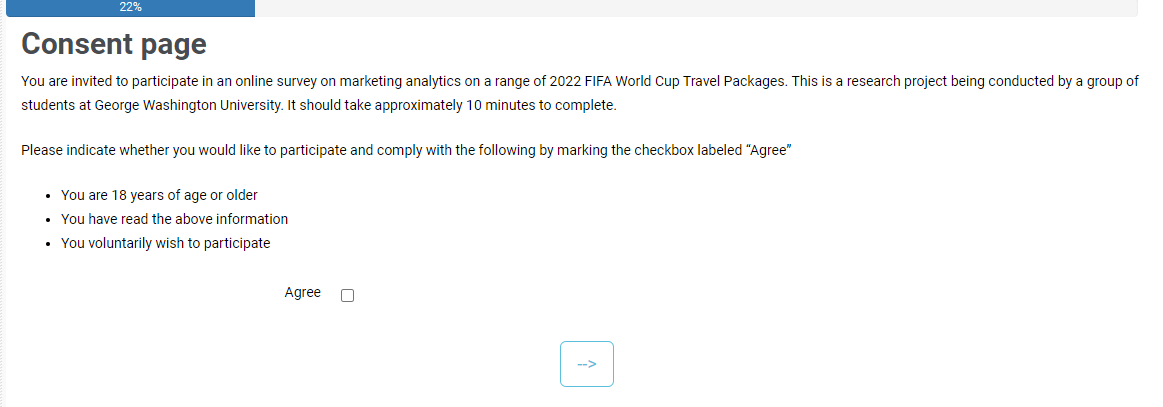 22%
Consent page
You are invited to participate in an online survey on marketing analytics on a range of 2022 FIFA World Cup Travel Packages. This is a research project being conducted by a group of
students at George Washington University. It should take approximately 10 minutes to complete.
Please indicate whether you would like to participate and comply with the following by marking the checkbox labeled “Agree”
• You are 18 years of age or older
• You have read the above information
• You voluntarily wish to participate
Agree
-->